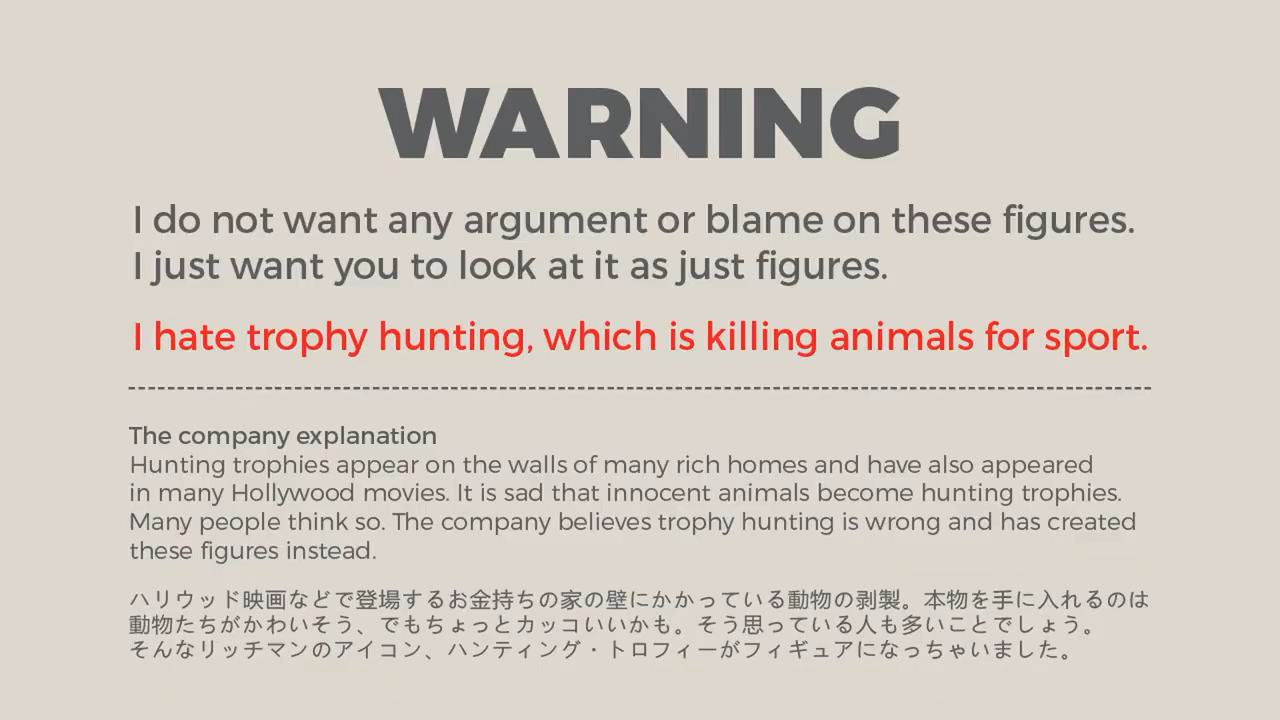 WARNING
I do not want any argument or blame on these figures.
I just want you to look at it as just figures.
I hate trophy hunting, which is killing animals for sport.
The company explanation
Hunting trophies appear on the walls of many rich homes and have also appeared
in many Hollywood movies. It is sad that innocent animals become hunting trophies.
Many people think so. The company believes trophy hunting is wrong and has created
these figures instead.
ハリウッド映画などで登場するお金持ちの家の壁にかかっている動物の剥製。本物を手に入れるのは
動物たちがかわいそう、でもちょっとカッコいいかも。そう思っている人も多いことでしょう。
そんなリッチマンのアイコン、ハンティング・トロフィーがフィギュアになっちゃいました。